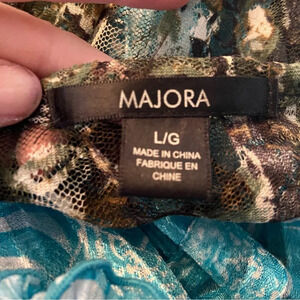 MAJORA
L/G
MADE IN CHINA
FABRIQUE EN
CHINE